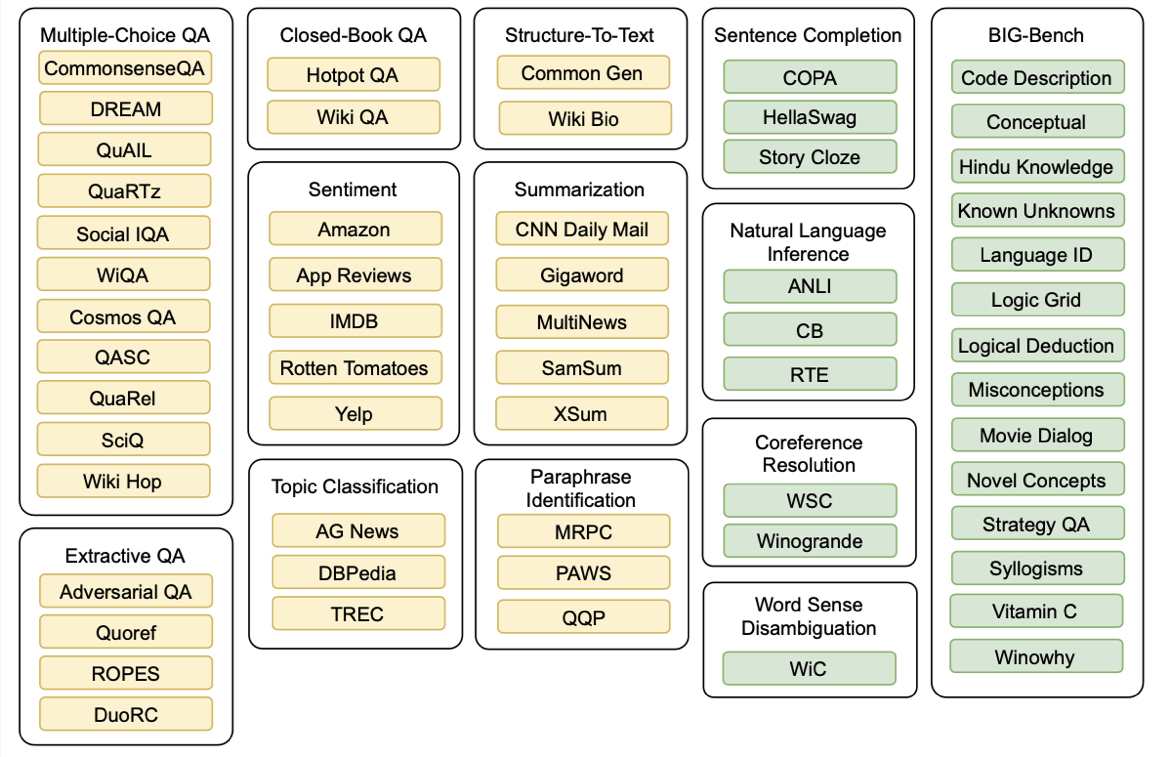 Multiple-Choice QA
CommonsenseQA
DREAM
QuAIL
QuaRTz
Social IQA
WiQA
Cosmos QA
QASC
QuaRel
SciQ
Wiki Hop
Extractive QA
Adversarial QA
Quoref
ROPES
DuoRC
Closed-Book QA
Hotpot QA
Wiki QA
Sentiment
Amazon
App Reviews
IMDB
Rotten Tomatoes
Yelp
Topic Classification
AG News
DBPedia
TREC
Structure-To-Text
Common Gen
Wiki Bio
Summarization
CNN Daily Mail
Gigaword
MultiNews
SamSum
XSum
Paraphrase
Identification
MRPC
PAWS
QQP
Sentence Completion
COPA
HellaSwag
Story Cloze
Natural Language
Inference
ANLI
CB
RTE
Coreference
Resolution
WSC
Winogrande
Word Sense
Disambiguation
WiC
BIG-Bench
Code Description
Conceptual
Hindu Knowledge
Known Unknowns
Language ID
Logic Grid
Logical Deduction
Misconceptions
Movie Dialog
Novel Concepts
Strategy QA
Syllogisms
Vitamin C
Winowhy